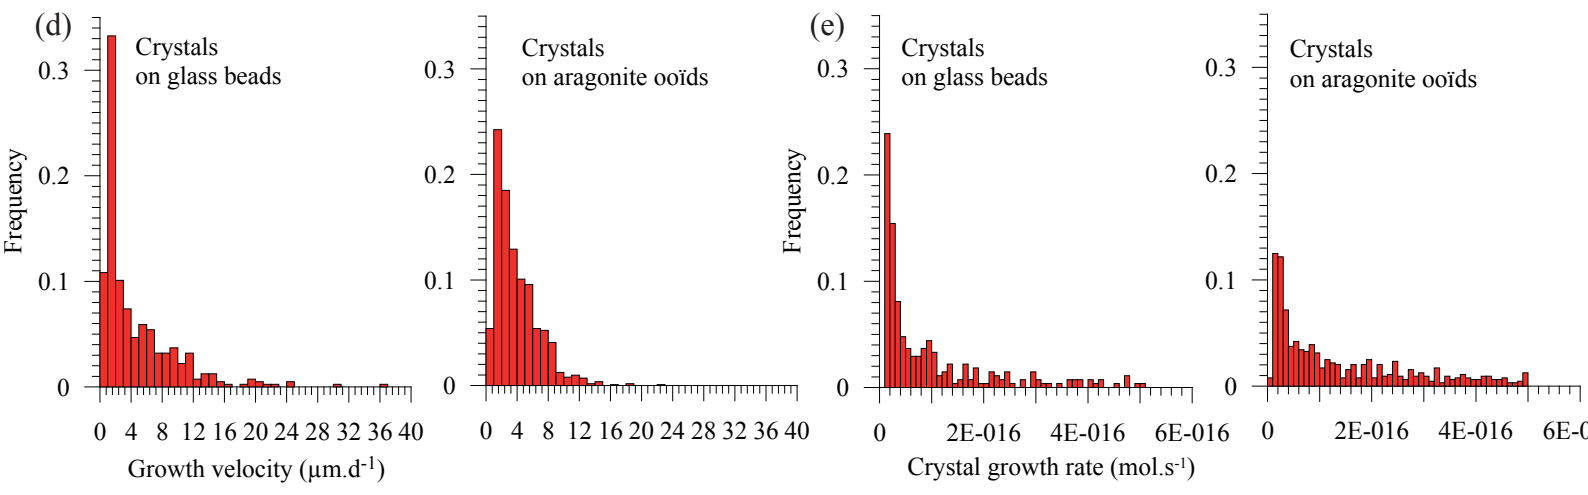 (d)
Crystals
on glass beads
Frequency
0.3
0.2
0.1
0
0 4 8 12 16 20 24 28 32 36 40
Growth velocity (µm.d-1)
Crystals
on aragonite ooïds
0.3
0.2
0.1
0
0 4 8 12 16 20 24 28 32 36 40
(e)
Crystals
on glass beads
Frequency
0.3
0.2
0.1
0
0 2E-016 4E-016 6E-016
Crystal growth rate (mol.s-1)
Crystals
on aragonite ooïds
0.3
0.2
0.1
0
0 2E-016 4E-016 6E-0